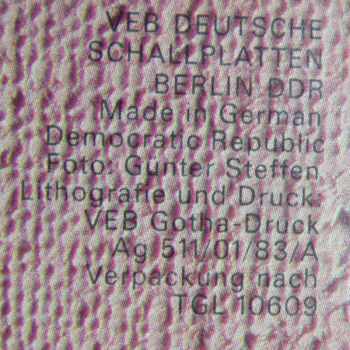 VEB DEUTSCHE
SCHALLPLATTEN
BERLIN DDR
Made in German
Democratic Republic
Foto: Günter Steffen
Lithografie und Druck:
VEB Gotha-Druck
Ag 511/01/83/A
Verpackung nach
TGL 10609